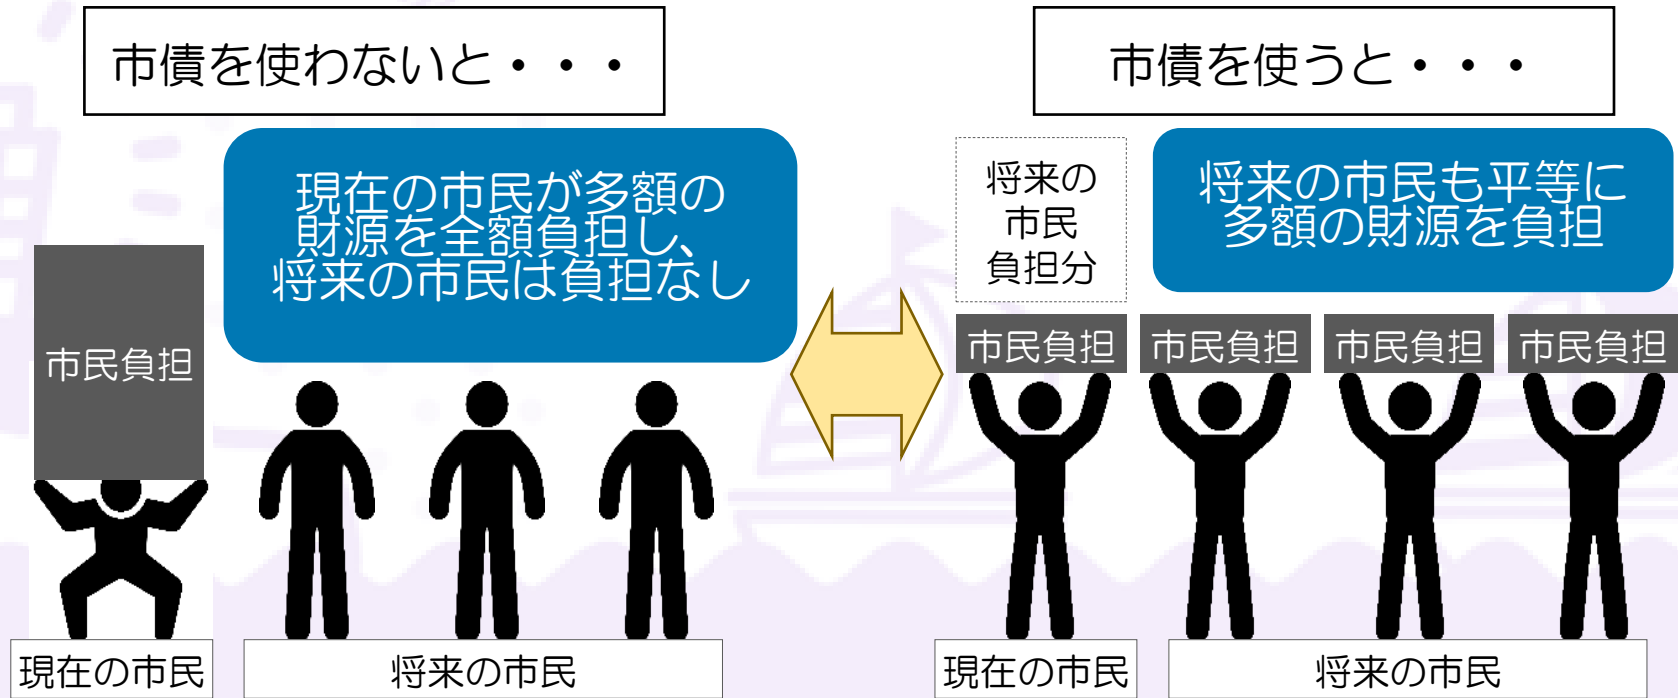 市債を使わないと・・・
現在の市民が多額の
財源を全額負担し、
将来の市民は負担なし
市民負担
現在の市民
将来の市民
市債を使うと・・・
将来の
市民
負担分
将来の市民も平等に
多額の財源を負担
市民負担
市民負担
市民負担
市民負担
現在の市民
将来の市民